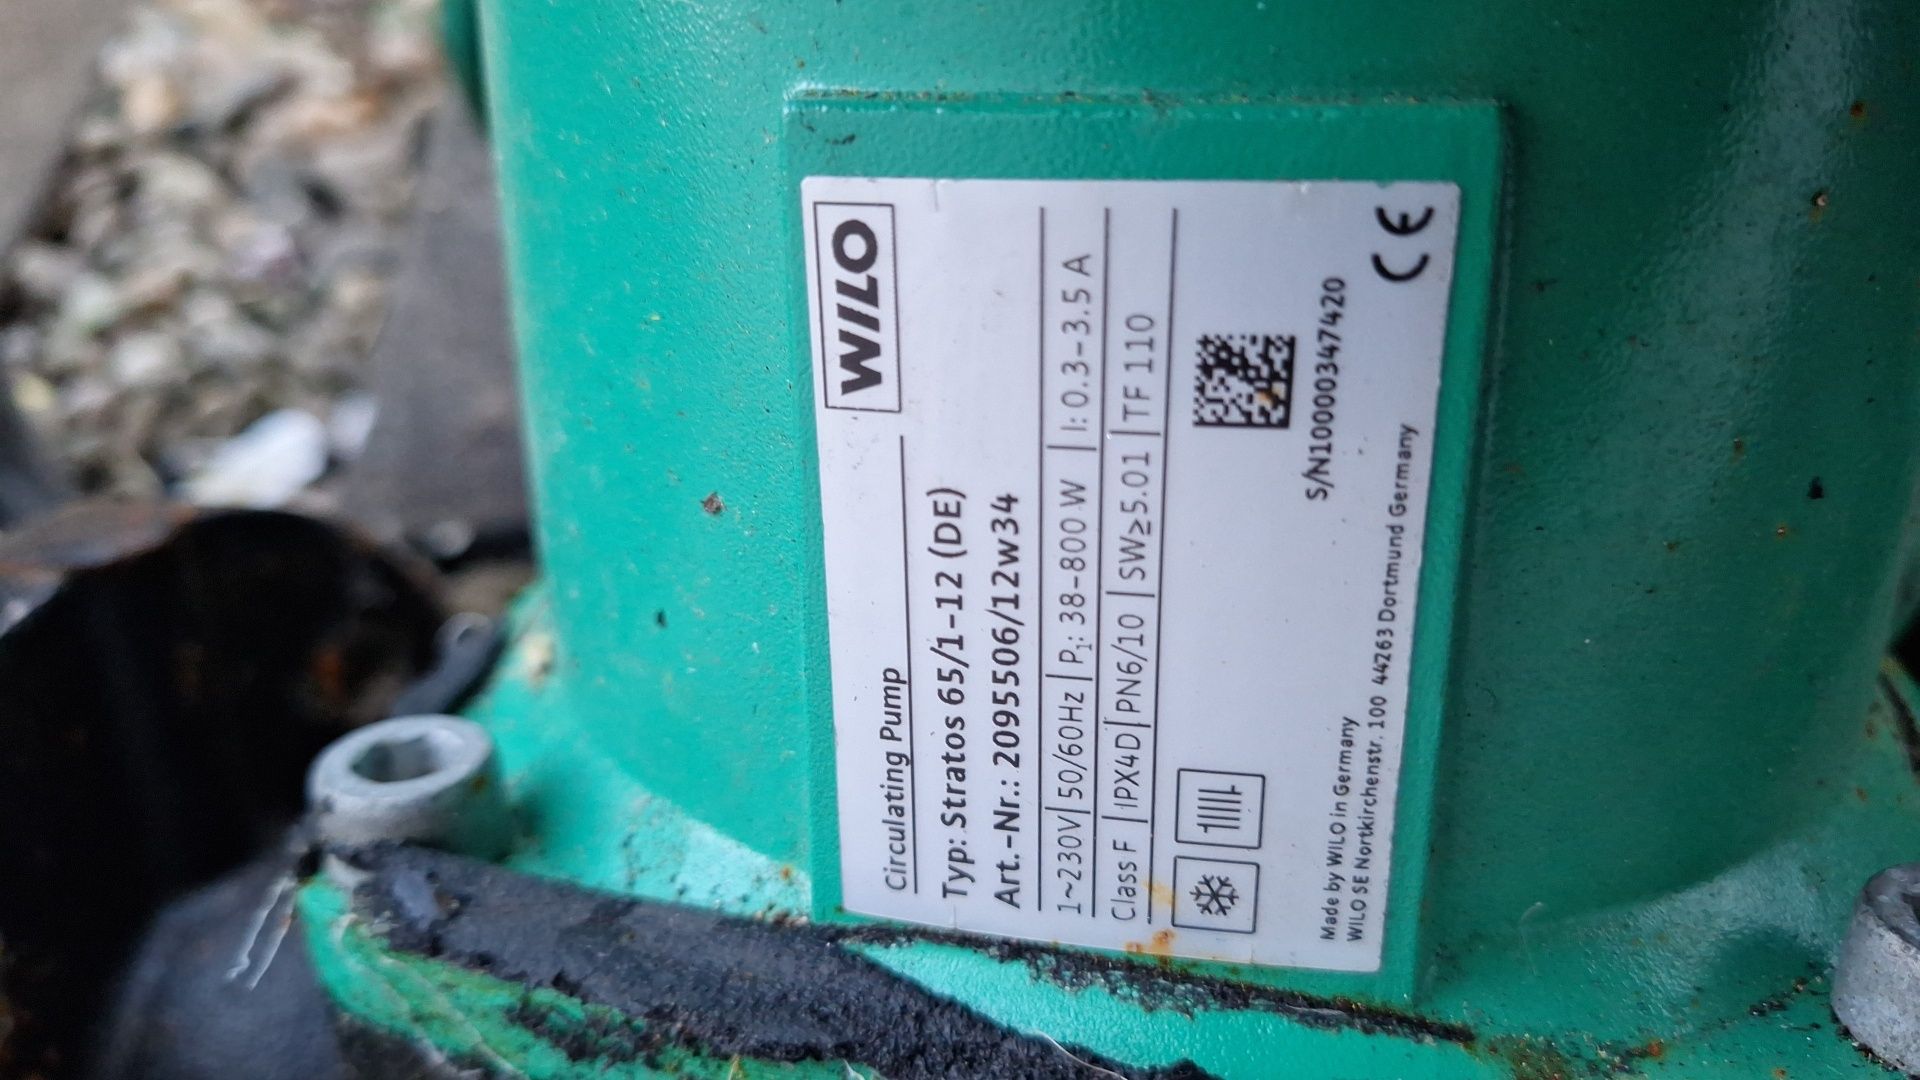 WILO
Circulating Pump
Typ: Stratos 65/1-12 (DE)
Art.-Nr.: 2095506/12w34
1~230V | 50/60Hz | P1: 38-800 W | I: 0.3-3.5 A
Class F | IPX4D | PN6/10 | SW≥5.01 | TF 110
S/N10000347420
Made by WILO in Germany
WILO SE Nortkirchenstr. 100 44263 Dortmund Germany
CE